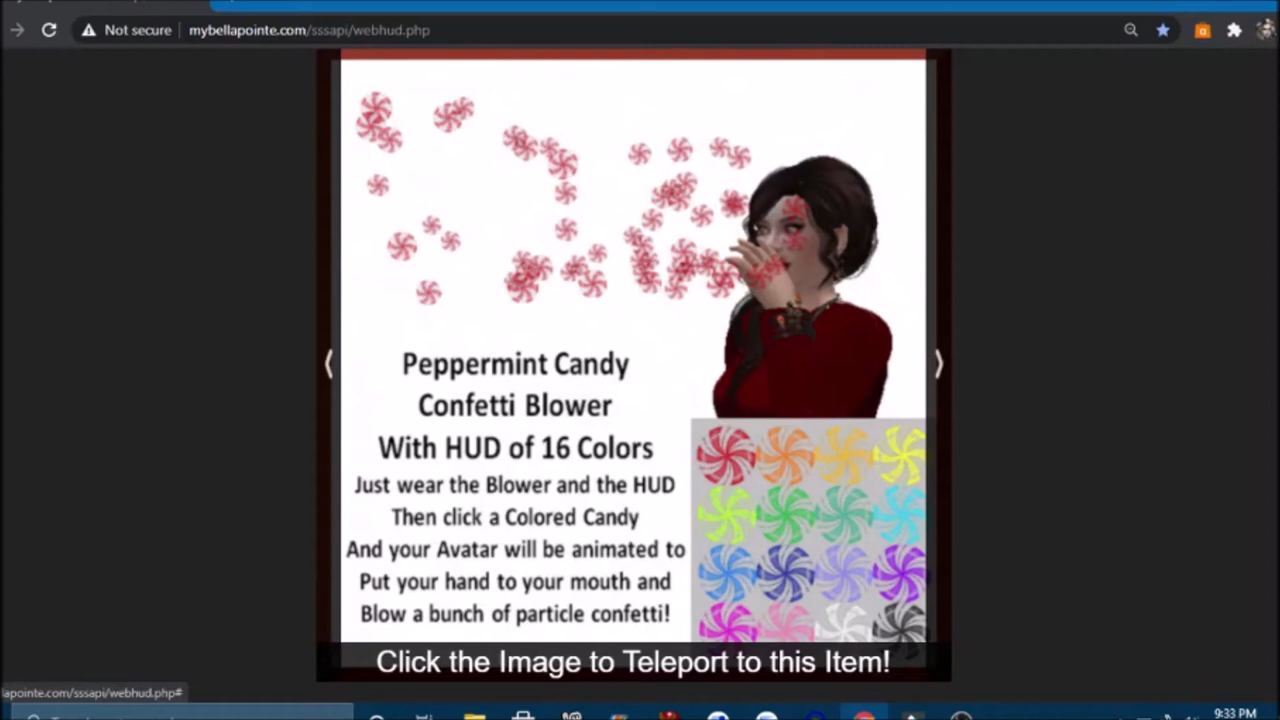 Not secure
mybellapointe.com/sssapi/webhud.php
Peppermint Candy
Confetti Blower
With HUD of 16 Colors
Just wear the Blower and the HUD
Then click a Colored Candy
And your Avatar will be animated to
Put your hand to your mouth and
Blow a bunch of particle confetti!
Click the Image to Teleport to this Item!
lapointe.com/sssapi/webhud.php#
9:33 PM